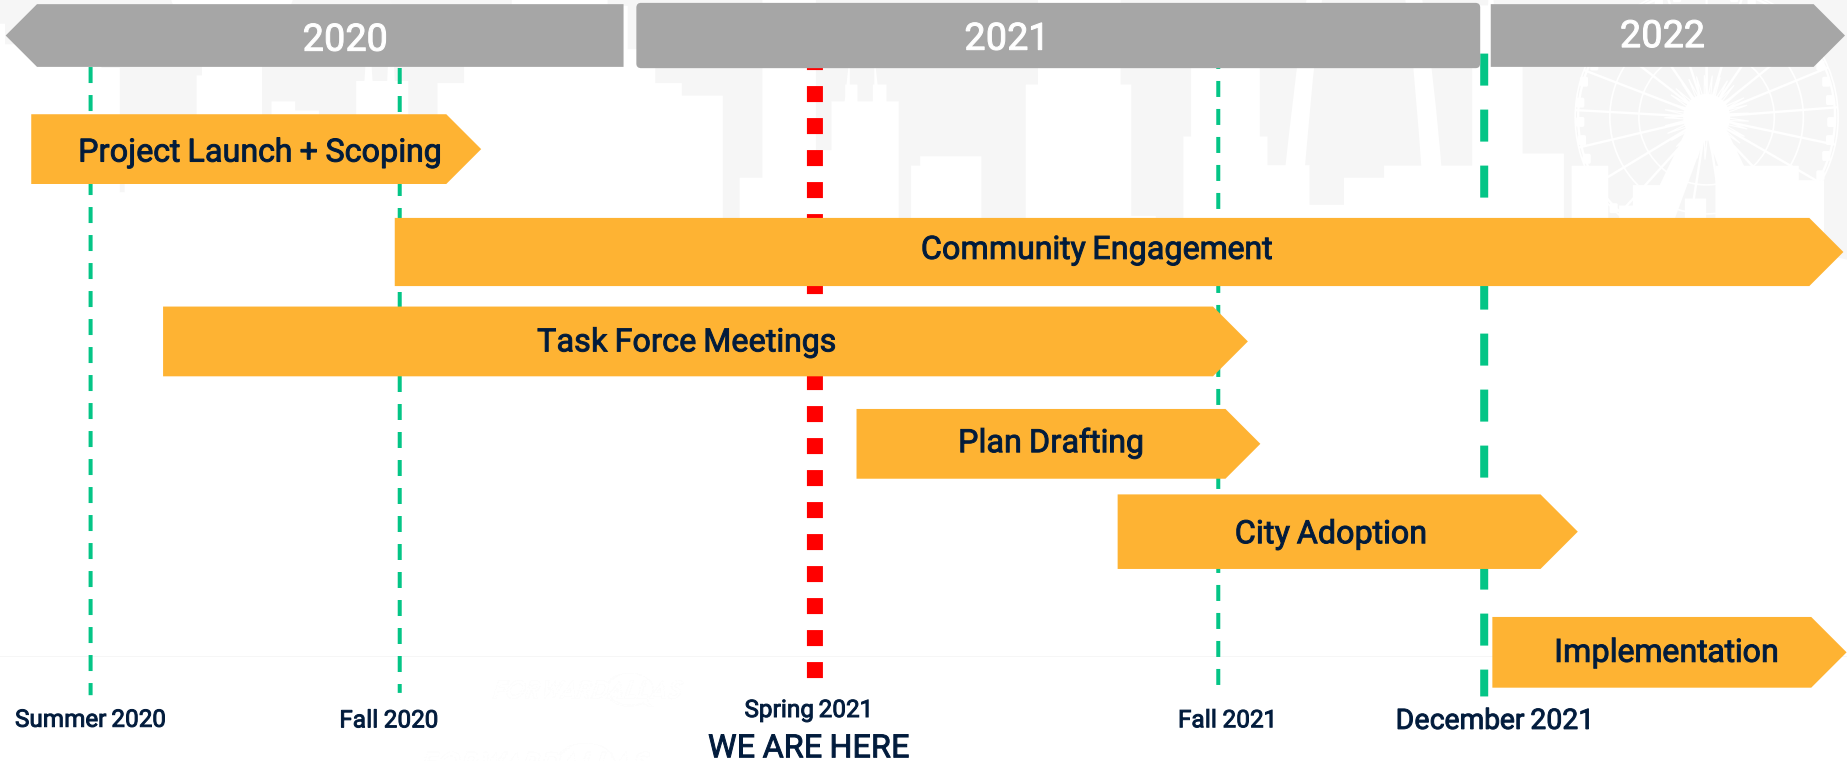 2020
2021
2022
Project Launch + Scoping
Community Engagement
Task Force Meetings
Plan Drafting
City Adoption
Implementation
Summer 2020
Fall 2020
Spring 2021
WE ARE HERE
Fall 2021
December 2021